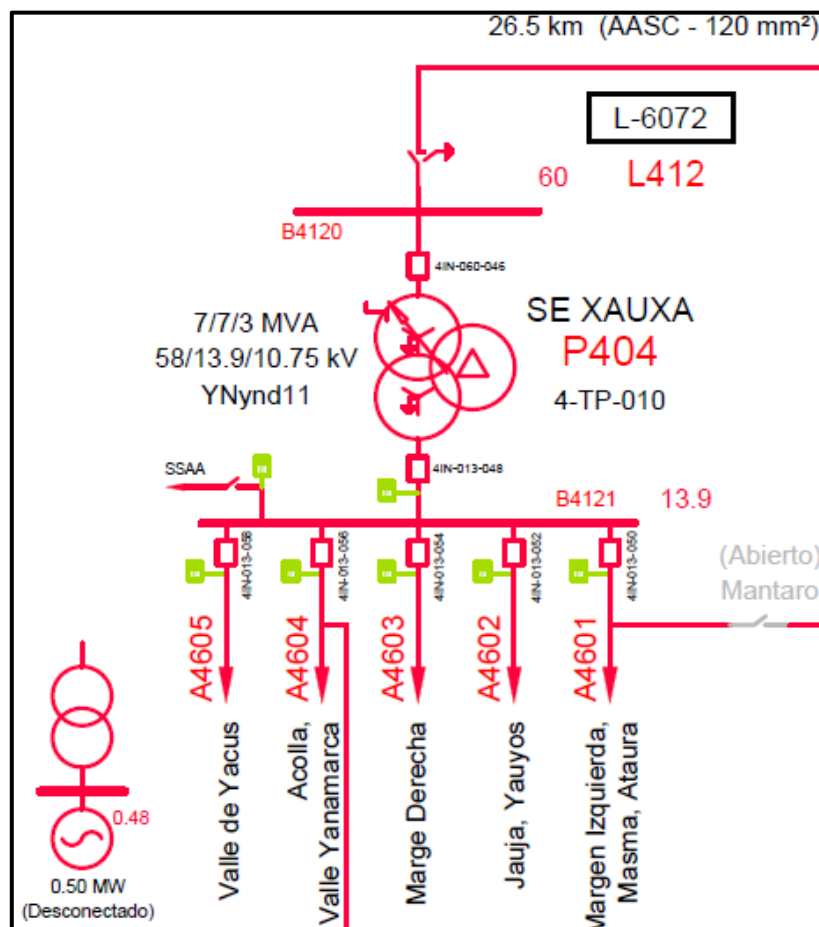 26.5 km (AASC - 120 mm²)
L-6072
60
L412
B4120
4IN-060-046
7/7/3 MVA
58/13.9/10.75 kV
YNynd11
SE XAUXA
P404
4-TP-010
4IN-013-048
SSAA
B4121
13.9
4IN-013-058
4IN-013-056
4IN-013-054
4IN-013-052
4IN-013-050
(Abierto)
Mantaro
A4605
A4604
A4603
A4602
A4601
Valle de Yacus
Acolla,
Valle Yanamarca
Marge Derecha
Jauja, Yauyos
Margen Izquierda,
Masma, Ataura
0.48
0.50 MW
(Desconectado)